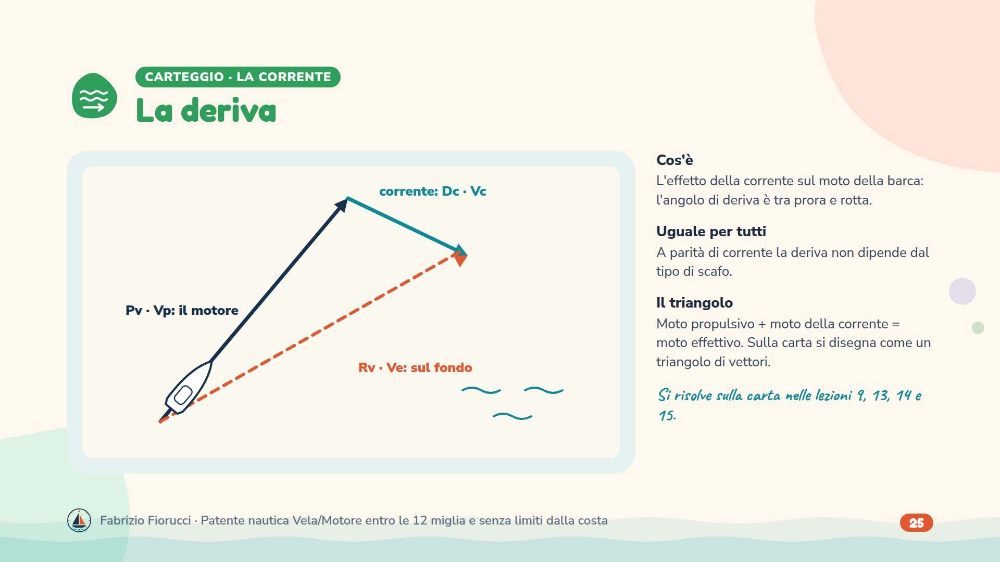 CARTEGGIO · LA CORRENTE
La deriva
corrente: Dc · Vc
Pv · Vp: il motore
Rv · Ve: sul fondo
Cos'è
L'effetto della corrente sul moto della barca:
l'angolo di deriva è tra prora e rotta.
Uguale per tutti
A parità di corrente la deriva non dipende dal
tipo di scafo.
Il triangolo
Moto propulsivo + moto della corrente =
moto effettivo. Sulla carta si disegna come un
triangolo di vettori.
Si risolve sulla carta nelle lezioni 9, 13, 14 e
15.
Fabrizio Fiorucci · Patente nautica Vela/Motore entro le 12 miglia e senza limiti dalla costa
25